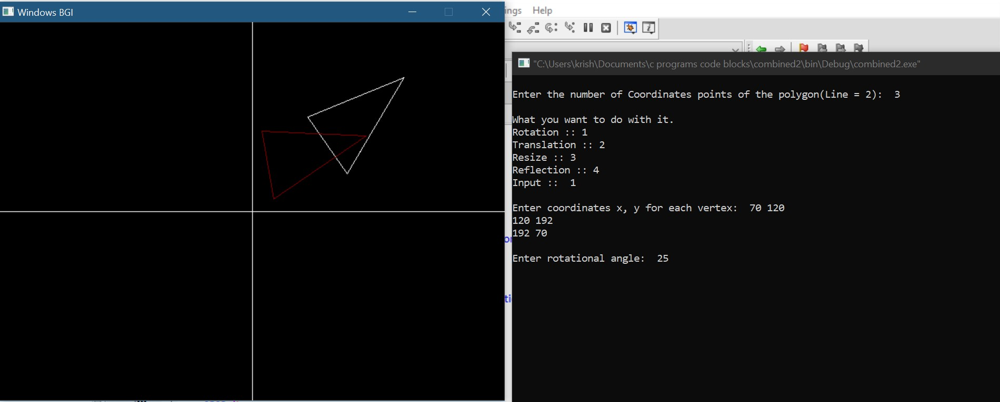 Windows BGI
ings Help
"C:\Users\krish\Documents\c programs code blocks\combined2\bin\Debug\combined2.exe"
Enter the number of Coordinates points of the polygon(Line = 2):  3
What you want to do with it.
Rotation :: 1
Translation :: 2
Resize :: 3
Reflection :: 4
Input ::  1
Enter coordinates x, y for each vertex:  70 120
120 192
192 70
Enter rotational angle:  25